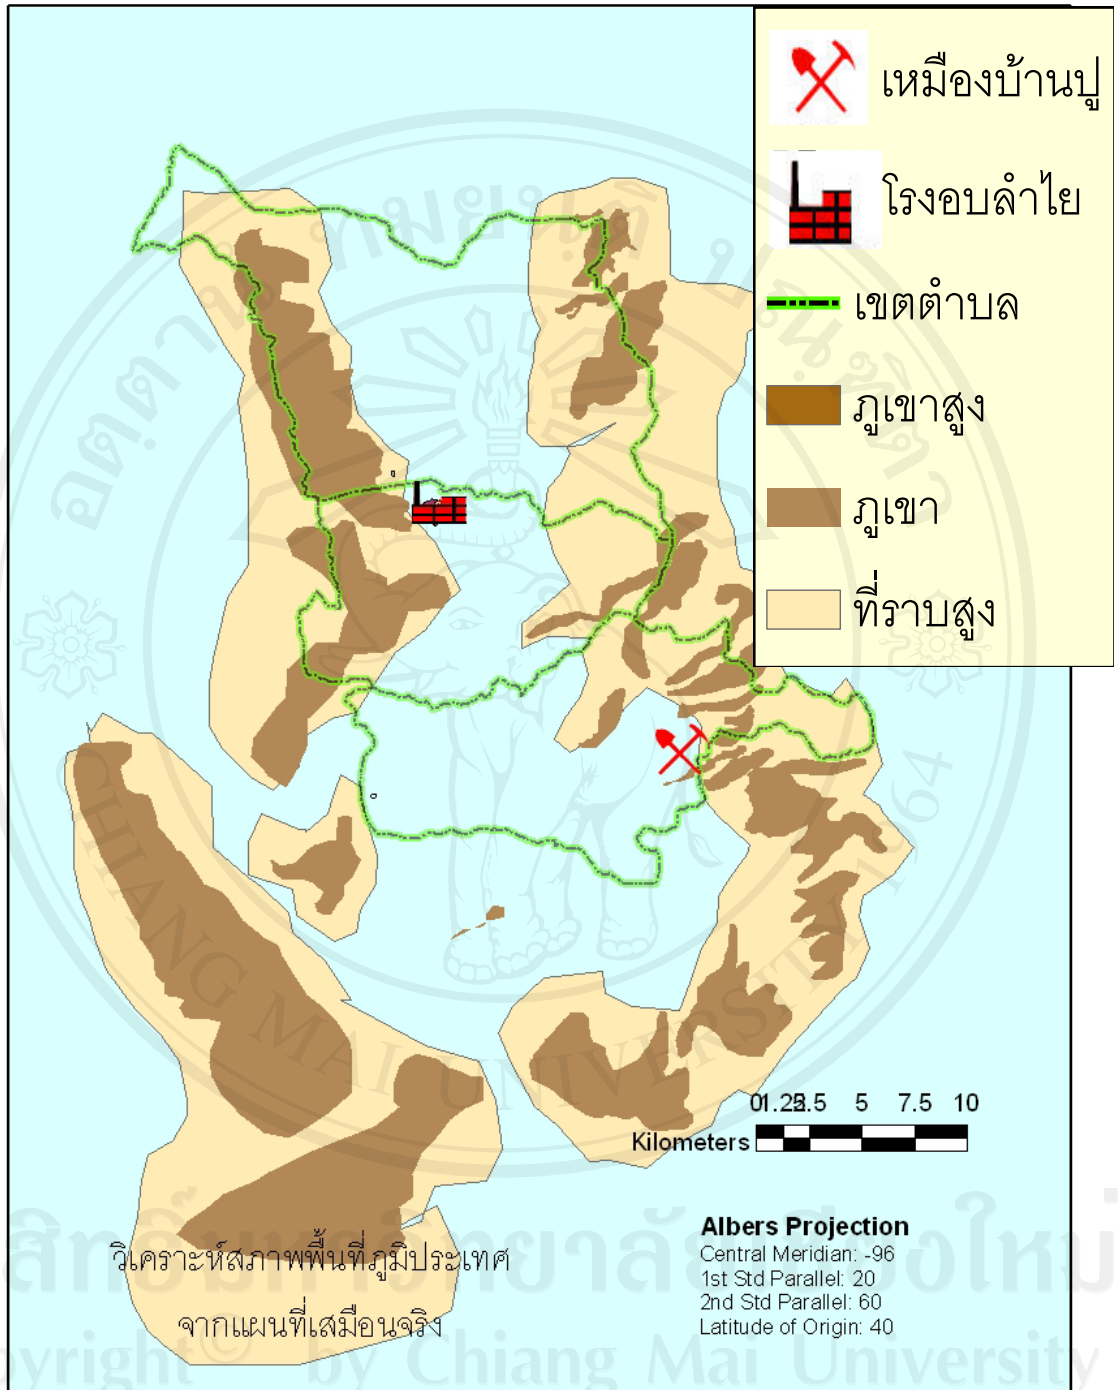 เหมืองบ้านปู
โรงอบลำไย
เขตตำบล
ภูเขาสูง
ภูเขา
ที่ราบสูง
01.252.5 5 7.5 10
Kilometers
Albers Projection
Central Meridian: -96
1st Std Parallel: 20
2nd Std Parallel: 60
Latitude of Origin: 40
วิเคราะห์สภาพพื้นที่ภูมิประเทศ
จากแผนที่เสมือนจริง
CHIANG MAI UNIVERSITY 1964
by Chiang Mai University